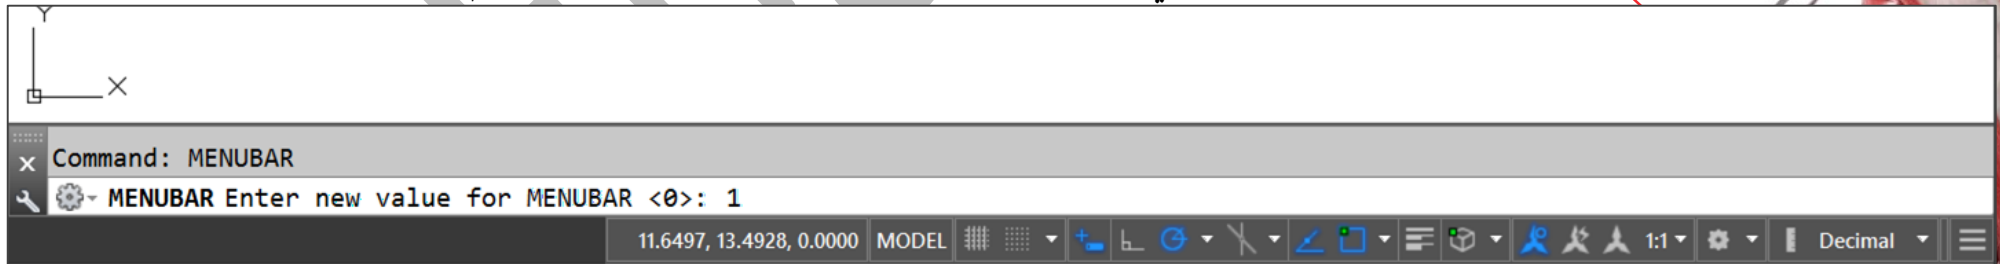 Y
X
Command: MENUBAR
MENUBAR Enter new value for MENUBAR <0>: 1
11.6497, 13.4928, 0.0000 MODEL 1:1 Decimal